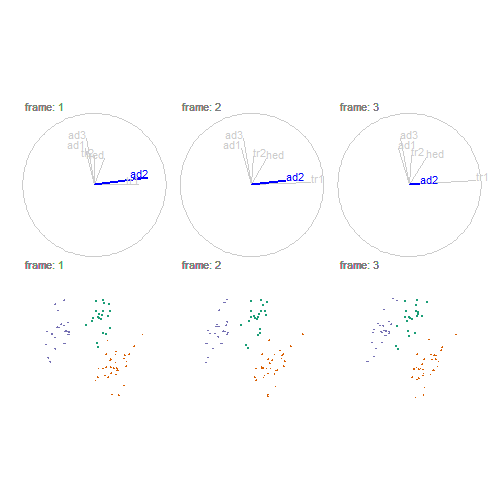 frame: 1 frame: 2 frame: 3
ad3 ad3 ad3
ad1 ad1 ad1
tr2 hed tr2 hed tr2 hed
ad2 ad2 ad2
tr1 tr1
frame: 1 frame: 2 frame: 3